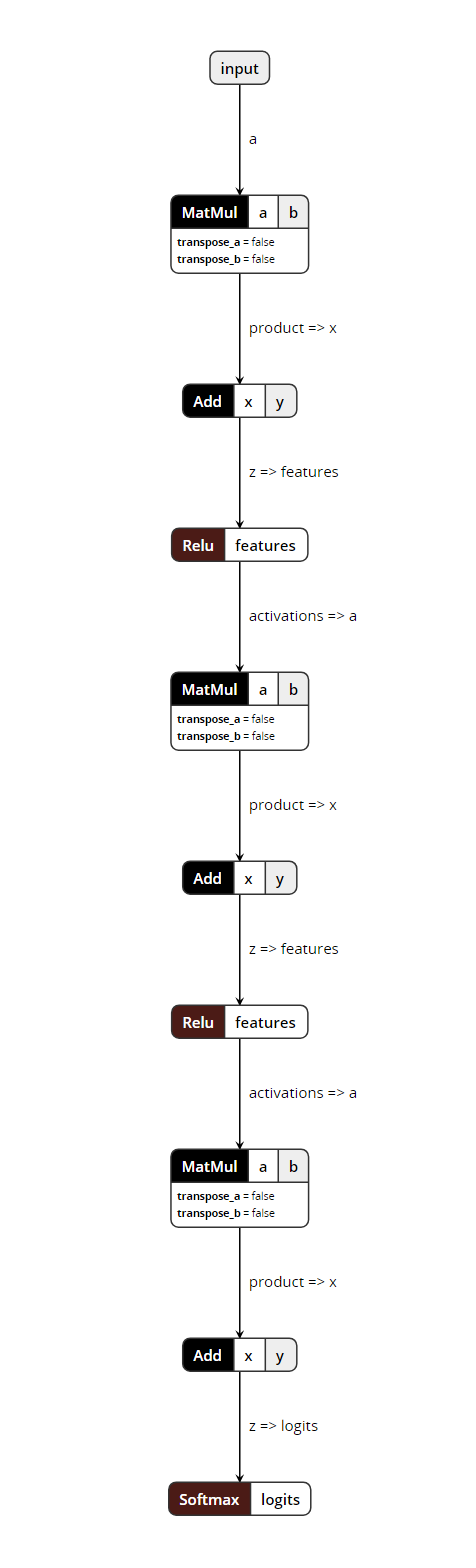 input
a
MatMul a b
transpose_a = false
transpose_b = false
product => x
Add x y
z => features
Relu features
activations => a
MatMul a b
transpose_a = false
transpose_b = false
product => x
Add x y
z => features
Relu features
activations => a
MatMul a b
transpose_a = false
transpose_b = false
product => x
Add x y
z => logits
Softmax logits